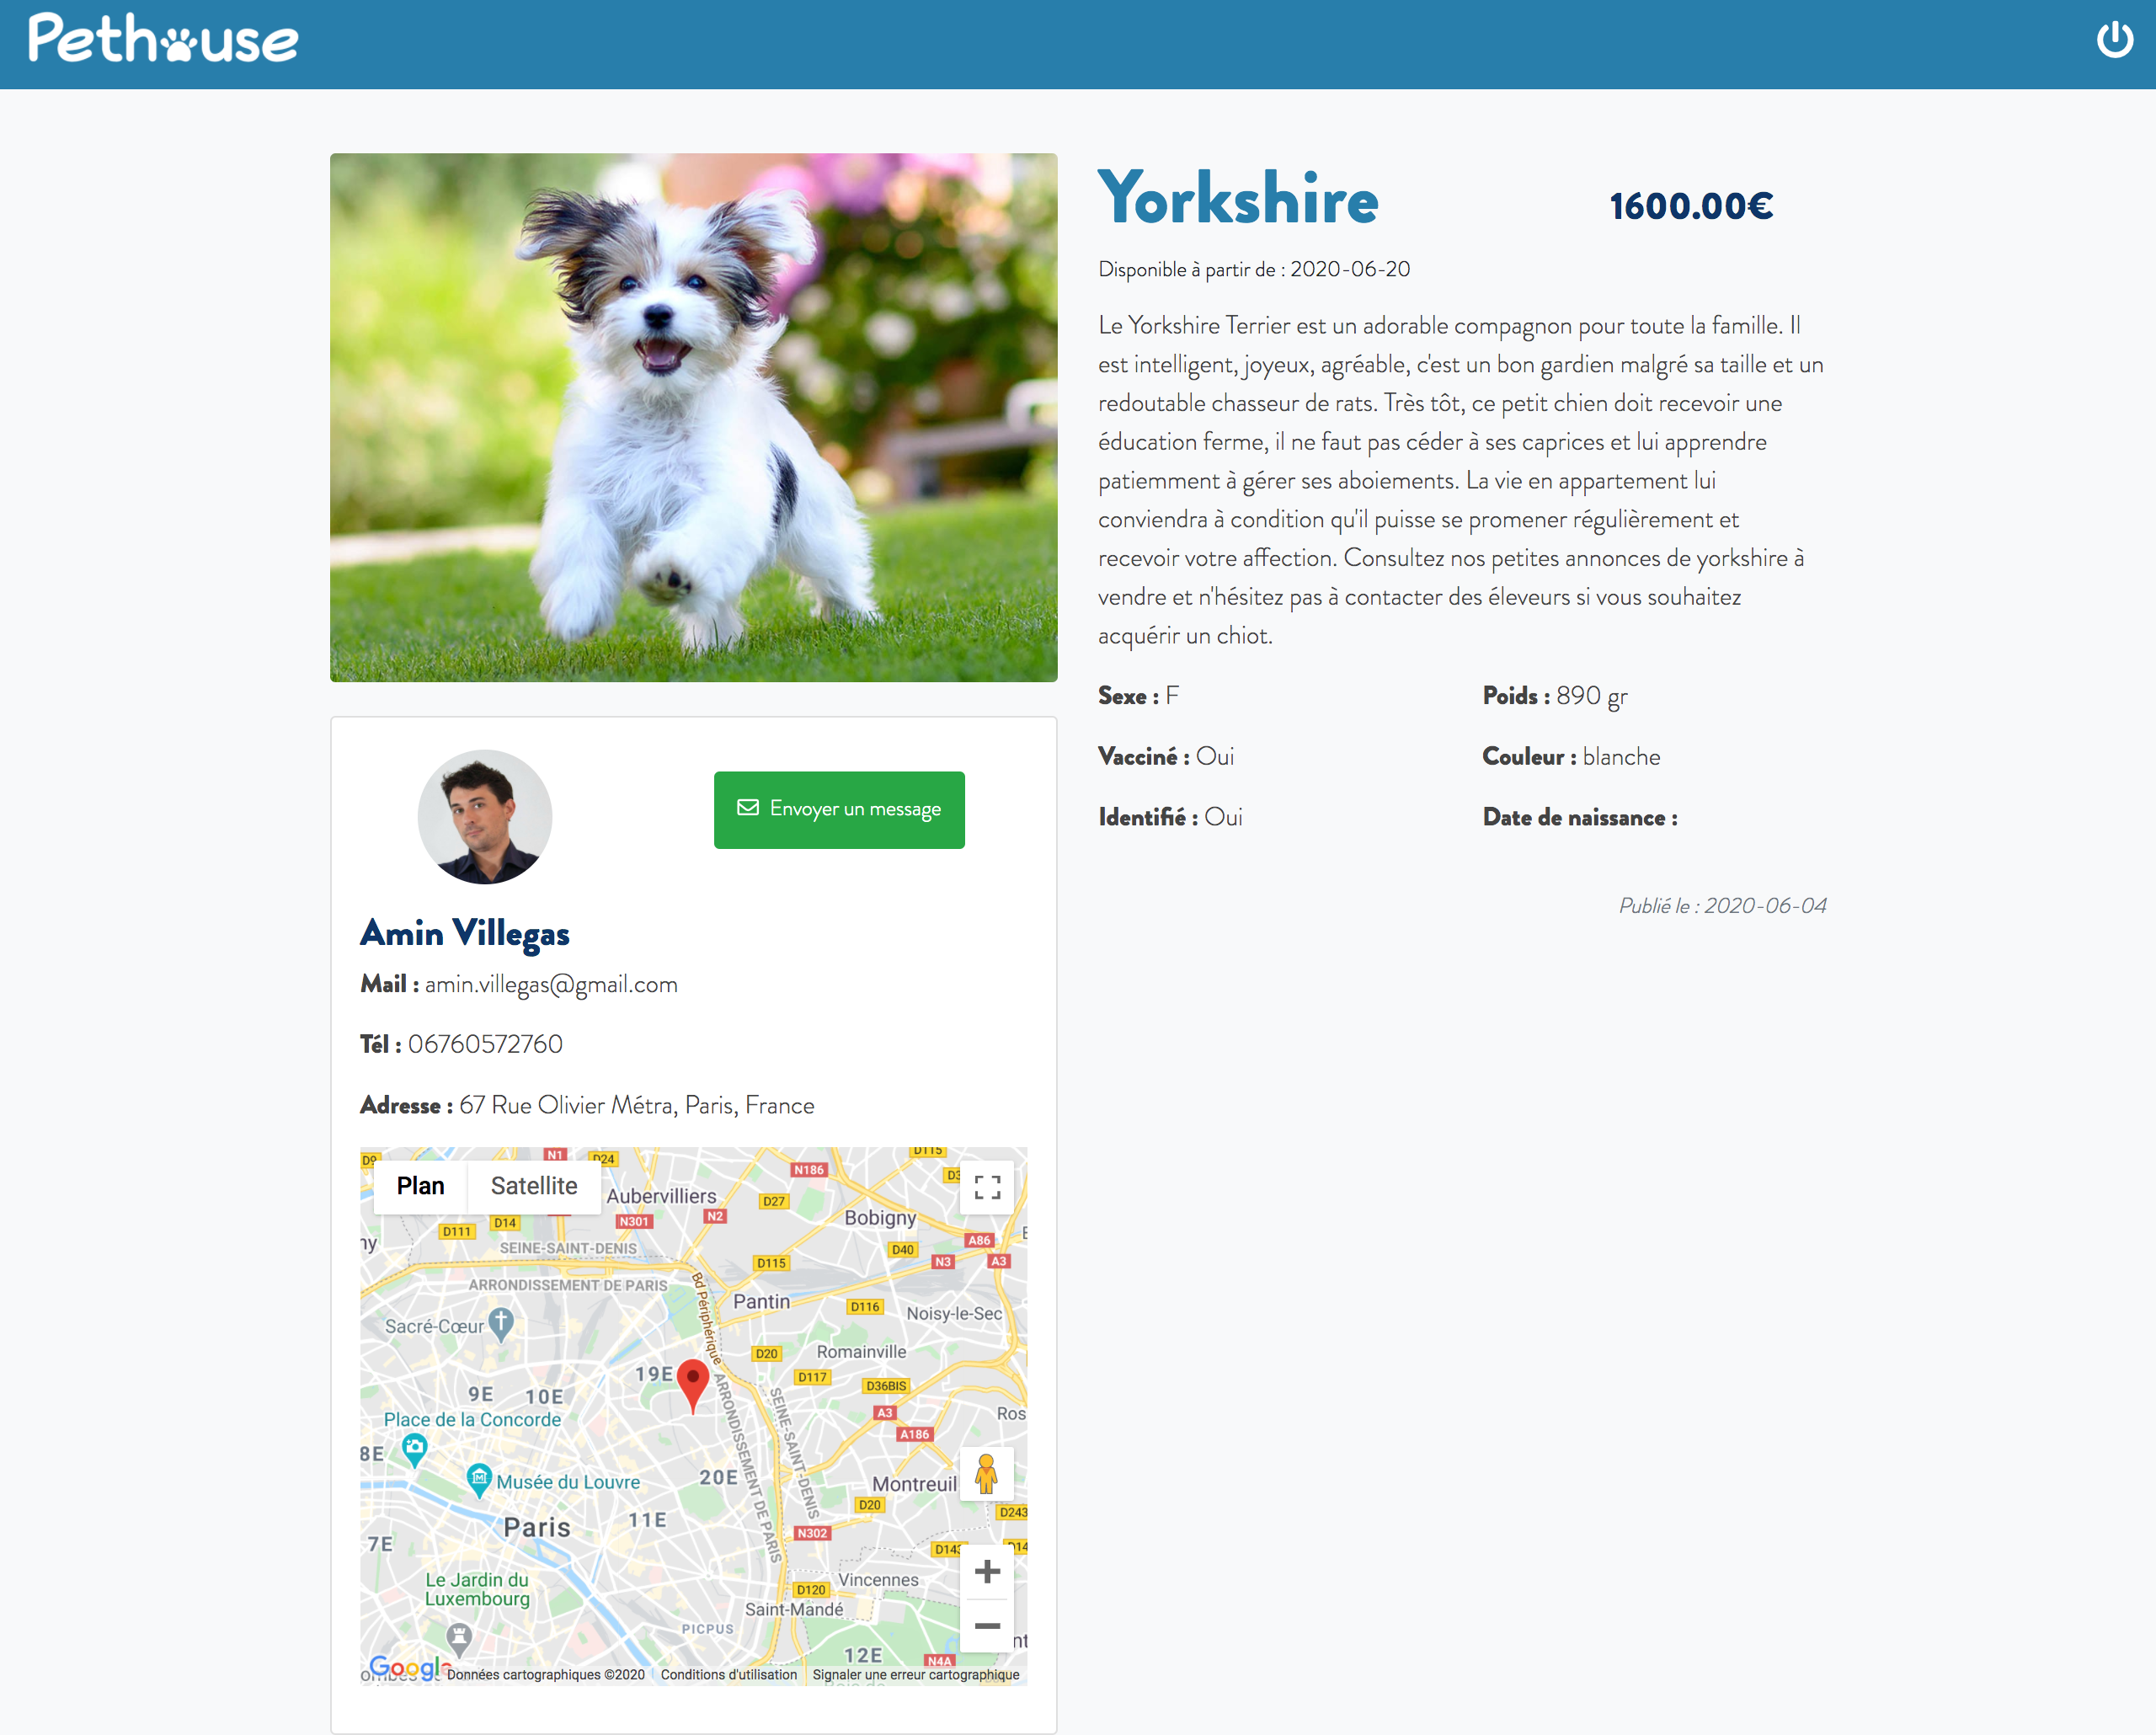 Pethouse
Yorkshire
1600.00€
Disponible à partir de : 2020-06-20
Le Yorkshire Terrier est un adorable compagnon pour toute la famille. Il
est intelligent, joyeux, agréable, c'est un bon gardien malgré sa taille et un
redoutable chasseur de rats. Très tôt, ce petit chien doit recevoir une
éducation ferme, il ne faut pas céder à ses caprices et lui apprendre
patiemment à gérer ses aboiements. La vie en appartement lui
conviendra à condition qu'il puisse se promener régulièrement et
recevoir votre affection. Consultez nos petites annonces de yorkshire à
vendre et n'hésitez pas à contacter des éleveurs si vous souhaitez
acquérir un chiot.
Sexe : F
Poids : 890 gr
Vacciné : Oui
Couleur : blanche
Identifié : Oui
Date de naissance :
Publié le : 2020-06-04
Envoyer un message
Amin Villegas
Mail : amin.villegas@gmail.com
Tél : 06760572760
Adresse : 67 Rue Olivier Métra, Paris, France
D9
N1
D24
N186
D115
Plan
Satellite
Aubervilliers
D27
N301
N2
Bobigny
D111
D14
SEINE-SAINT-DENIS
D40
A86
N3
A3
D115
ARRONDISSEMENT DE PARIS
Bd Périphérique
Pantin
D116
Noisy-le-Sec
Sacré-Cœur
D20
Romainville
19E
D117
D36BIS
9E
10E
A3
Place de la Concorde
A186
8E
ARRONDISSEMENT DE PARIS
SEINE-SAINT-DENIS
Musée du Louvre
20E
Montreuil
D20
D243
Paris
11E
N302
7E
D143
Le Jardin du
Luxembourg
Vincennes
D120
Saint-Mandé
PICPUS
12E
N4A
Google
Données cartographiques ©2020
Conditions d'utilisation
Signaler une erreur cartographique